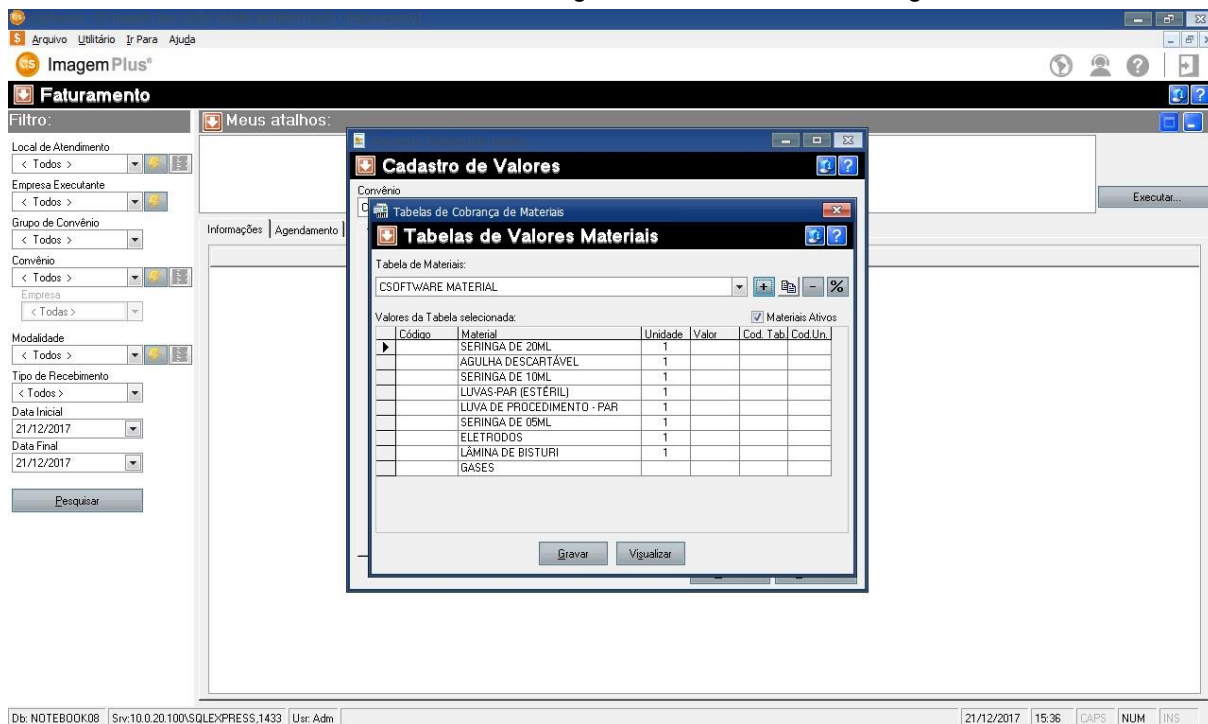 Arquivo Utilitário Ir Para Ajuda
ImagemPlus®
Faturamento
Filtro:
Meus atalhos:
Local de Atendimento
< Todos >
Empresa Executante
< Todos >
Executar...
Grupo de Convênio
< Todos >
Informações Agendamento
Convênio
< Todos >
Empresa
< Todas >
Modalidade
< Todos >
Tipo de Recebimento
< Todos >
Data Inicial
21/12/2017
Data Final
21/12/2017
Pesquisar
Cadastro de Valores
Convênio
Tabelas de Cobrança de Materiais
Tabelas de Valores Materiais
Tabela de Materiais:
CSOFTWARE MATERIAL
Valores da Tabela selecionada: Materiais Ativos
Código Material Unidade Valor Cod. Tab. Cod.Un.
SERINGA DE 20ML 1
AGULHA DESCARTÁVEL 1
SERINGA DE 10ML 1
LUVAS-PAR (ESTÉRIL) 1
LUVA DE PROCEDIMENTO - PAR 1
SERINGA DE 05ML 1
ELETRODOS 1
LÂMINA DE BISTURI 1
GASES
Gravar Visualizar
Db: NOTEBOOK08 Srv:10.0.20.100\SQLEXPRESS,1433 Usr: Adm 21/12/2017 15:36 CAPS NUM INS